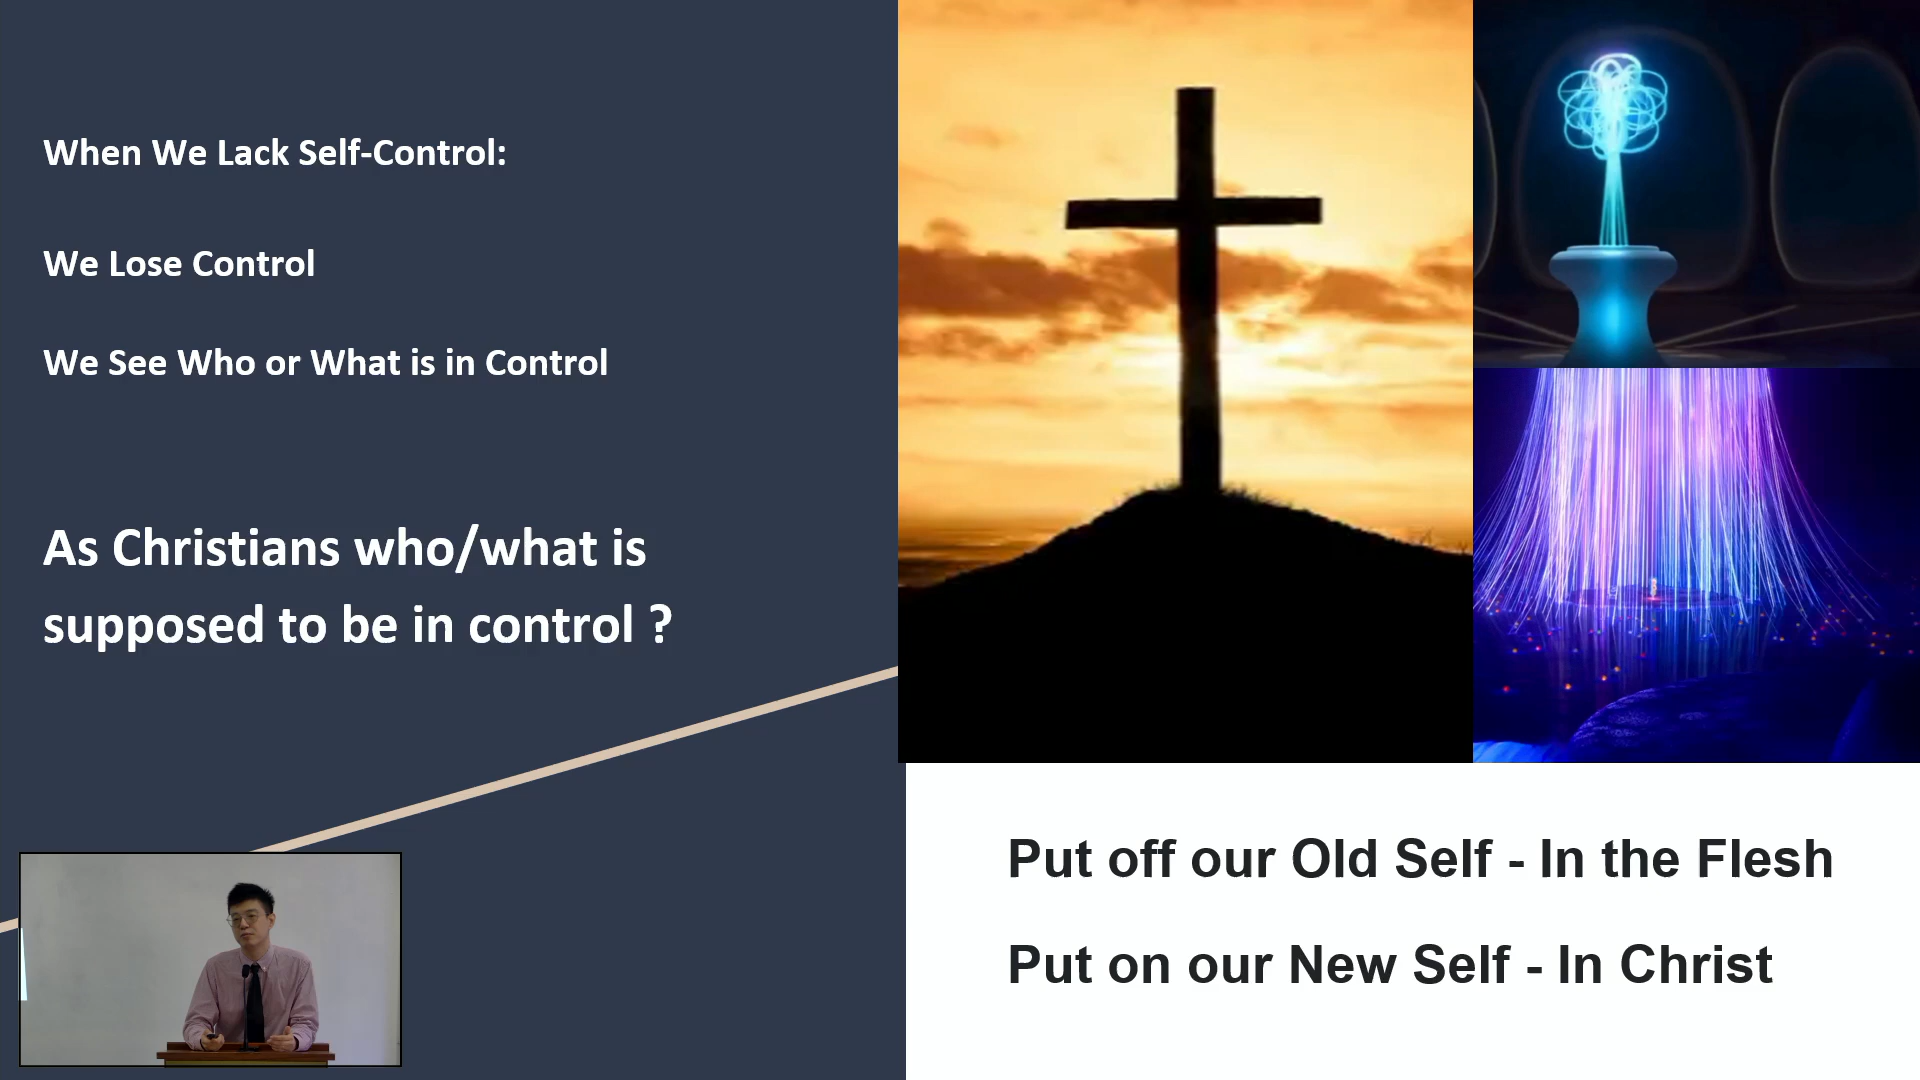 When We Lack Self-Control:
We Lose Control
We See Who or What is in Control
As Christians who/what is
supposed to be in control ?
Put off our Old Self - In the Flesh
Put on our New Self - In Christ